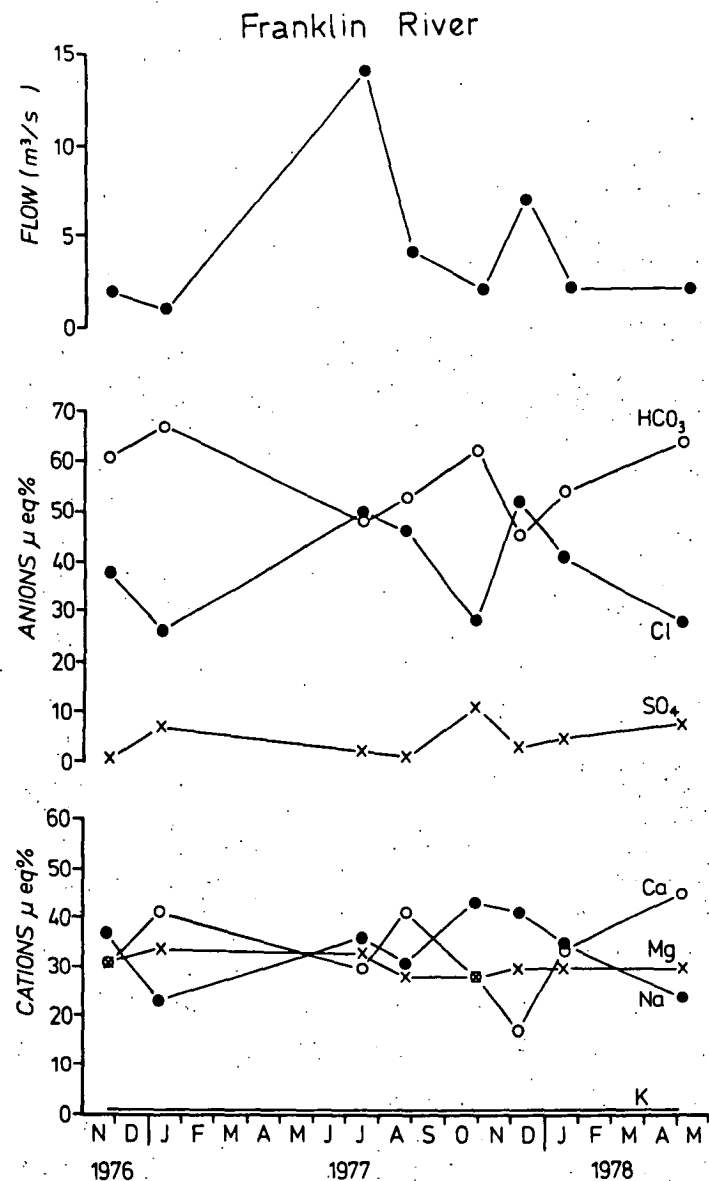 Franklin River
FLOW (m³/s)
15
10
5
0
ANIONS μ eq%
70
60
50
40
30
20
10
0
HCO₃
Cl
SO₄
CATIONS μ eq%
60
50
40
30
20
10
0
Ca
Mg
Na
K
N D J F M A M J J A S O N D J F M A M
1976 1977 1978